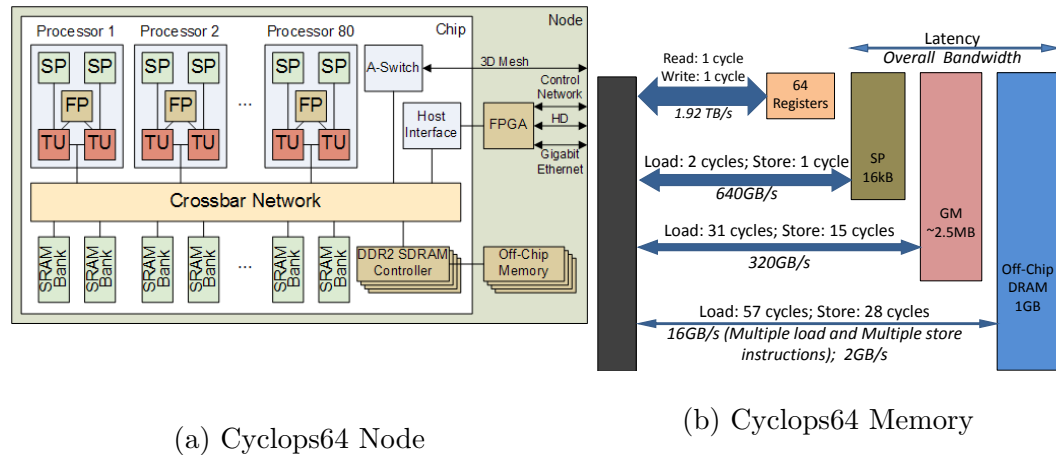 Node
Chip
Processor 1 Processor 2 Processor 80
SP SP SP SP SP SP
FP FP FP
TU TU TU TU TU TU
...
A-Switch
3D Mesh
Host
Interface
FPGA
Control
Network
HD
Gigabit
Ethernet
Crossbar Network
SRAM
Bank
SRAM
Bank
SRAM
Bank
SRAM
Bank
...
SRAM
Bank
SRAM
Bank
DDR2 SDRAM
Controller
Off-Chip
Memory
(a) Cyclops64 Node
Latency
Overall Bandwidth
Read: 1 cycle
Write: 1 cycle
1.92 TB/s
64
Registers
Load: 2 cycles; Store: 1 cycle
640GB/s
SP
16kB
Load: 31 cycles; Store: 15 cycles
320GB/s
GM
~2.5MB
Load: 57 cycles; Store: 28 cycles
16GB/s (Multiple load and Multiple store
instructions); 2GB/s
Off-Chip
DRAM
1GB
(b) Cyclops64 Memory